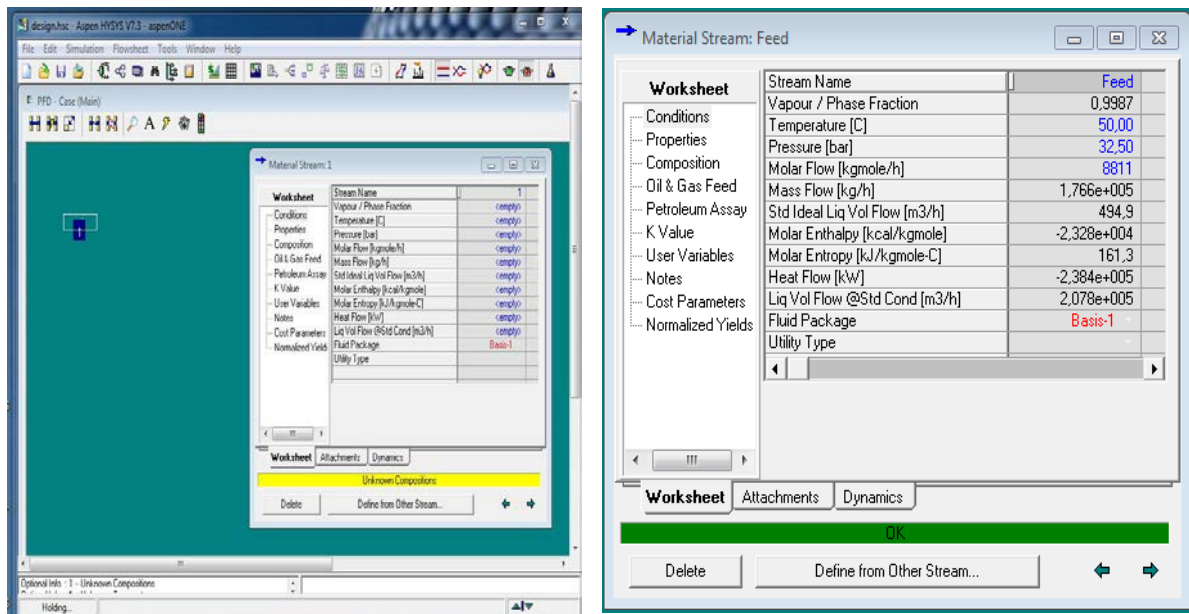 design.hsc - Aspen HYSYS V7.3 - aspenONE
File Edit Simulation Flowsheet Tools Window Help
PFD - Case (Main)
A
1
Material Stream: 1
Worksheet
Conditions
Properties
Composition
Oil & Gas Feed
Petroleum Assay
K Value
User Variables
Notes
Cost Parameters
Normalized Yield
Stream Name 1
Vapour / Phase Fraction <empty>
Temperature [C] <empty>
Pressure [bar] <empty>
Molar Flow [kgmole/h] <empty>
Mass Flow [kg/h] <empty>
Std Ideal Liq Vol Flow [m3/h] <empty>
Molar Enthalpy [kcal/kgmole] <empty>
Molar Entropy [kJ/kgmole-C] <empty>
Heat Flow [kW] <empty>
Liq Vol Flow @Std Cond [m3/h] <empty>
Fluid Package Basis-1
Utility Type
Worksheet Attachments Dynamics
Unknown Compositions
Delete Define from Other Stream...
Optional Info : 1 -- Unknown Compositions
Holding...
Material Stream: Feed
Worksheet
Conditions
Properties
Composition
Oil & Gas Feed
Petroleum Assay
K Value
User Variables
Notes
Cost Parameters
Normalized Yields
Stream Name Feed
Vapour / Phase Fraction 0,9987
Temperature [C] 50,00
Pressure [bar] 32,50
Molar Flow [kgmole/h] 8811
Mass Flow [kg/h] 1,766e+005
Std Ideal Liq Vol Flow [m3/h] 494,9
Molar Enthalpy [kcal/kgmole] -2,328e+004
Molar Entropy [kJ/kgmole-C] 161,3
Heat Flow [kW] -2,384e+005
Liq Vol Flow @Std Cond [m3/h] 2,078e+005
Fluid Package Basis-1
Utility Type
Worksheet Attachments Dynamics
OK
Delete Define from Other Stream...